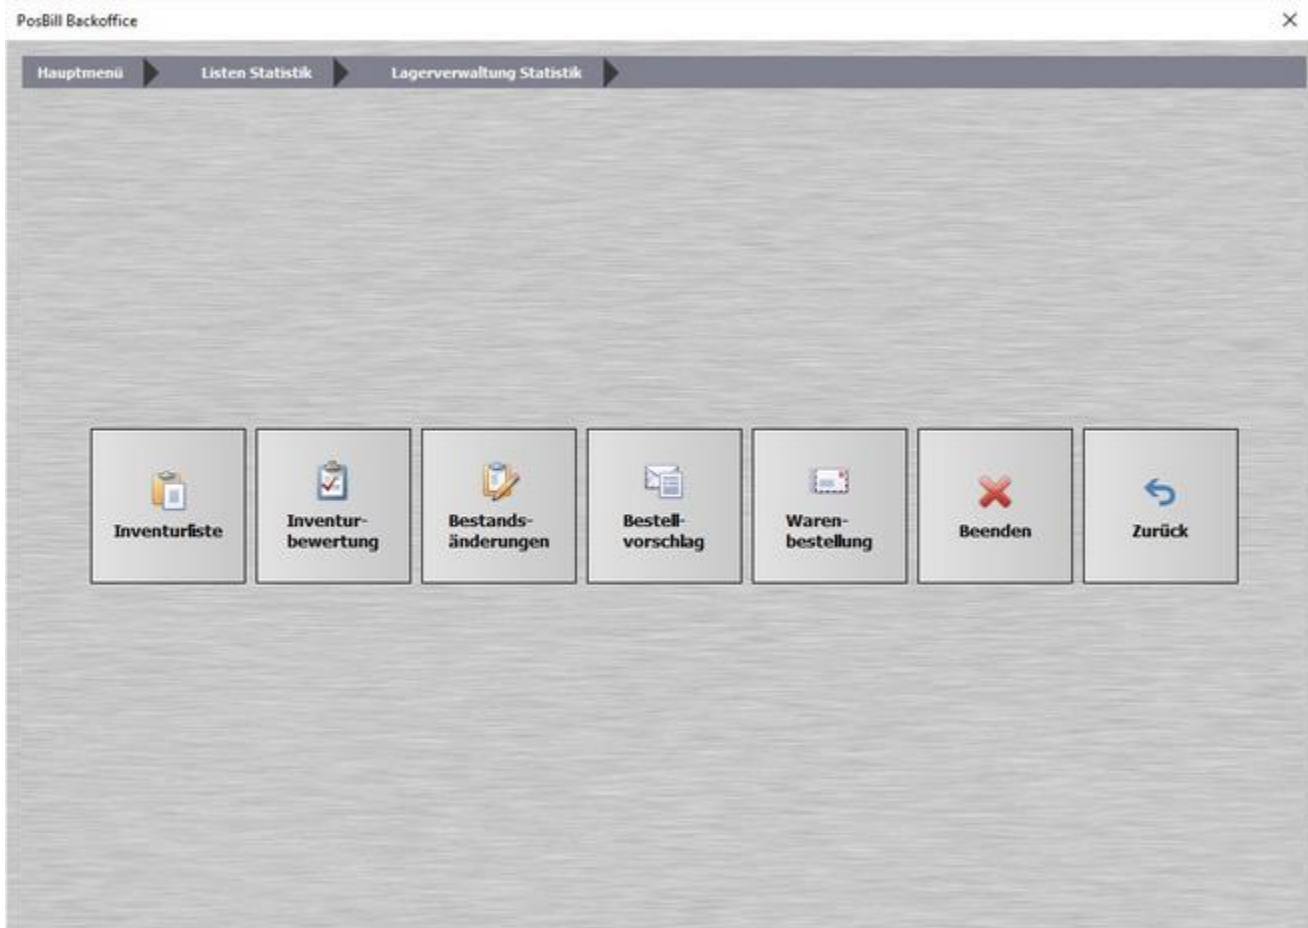 PosBill Backoffice
Hauptmenü Listen Statistik Lagerverwaltung Statistik
Inventurliste
Inventur-
bewertung
Bestands-
änderungen
Bestell-
vorschlag
Waren-
bestellung
Beenden
Zurück